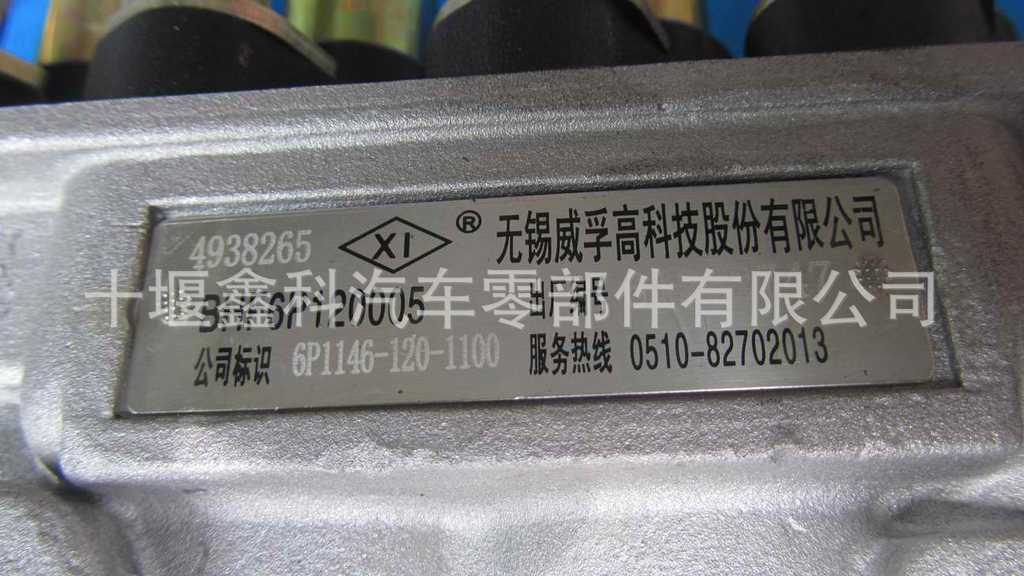 4938265 XI ® 无锡威孚高科技股份有限公司
十堰鑫科汽车零部件有限公司
6P120005 出厂编号
公司标识 6P1146-120-1100 服务热线 0510-82702013